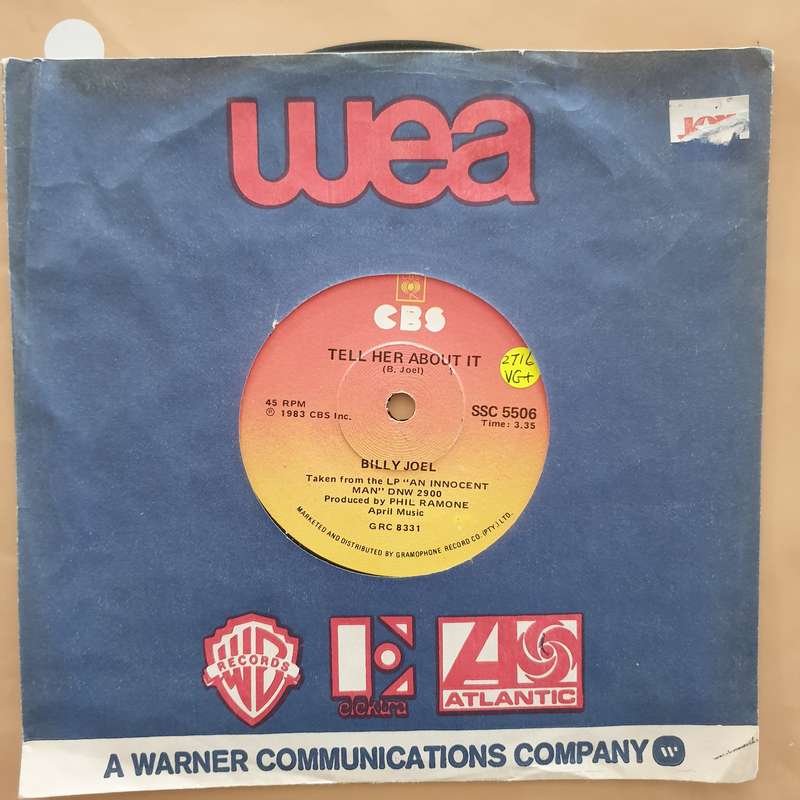 wea
CBS
TELL HER ABOUT IT
(B. Joel)
2716
VG+
45 RPM
℗ 1983 CBS Inc.
SSC 5506
Time: 3.35
BILLY JOEL
Taken from the LP "AN INNOCENT
MAN" DNW 2900
Produced by PHIL RAMONE
April Music
GRC 8331
MARKETED AND DISTRIBUTED BY GRAMOPHONE RECORD CO. (PTY.) LTD.
WB
RECORDS
elektra
ATLANTIC
A WARNER COMMUNICATIONS COMPANY